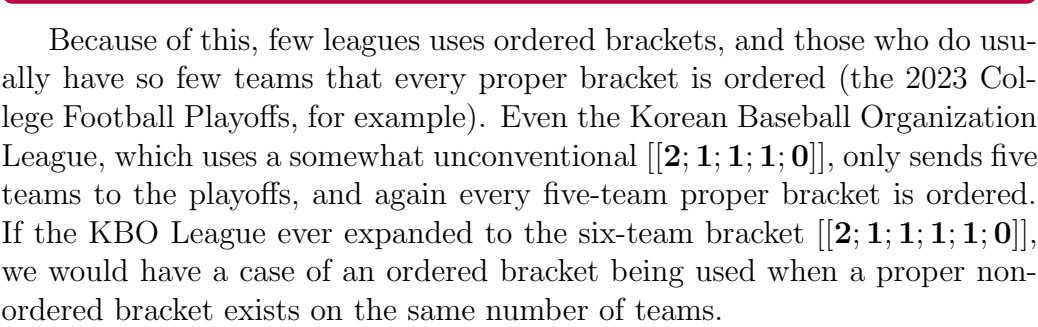 Because of this, few leagues uses ordered brackets, and those who do usu-
ally have so few teams that every proper bracket is ordered (the 2023 Col-
lege Football Playoffs, for example). Even the Korean Baseball Organization
League, which uses a somewhat unconventional [[2; 1; 1; 1; 0]], only sends five
teams to the playoffs, and again every five-team proper bracket is ordered.
If the KBO League ever expanded to the six-team bracket [[2; 1; 1; 1; 1; 0]],
we would have a case of an ordered bracket being used when a proper non-
ordered bracket exists on the same number of teams.